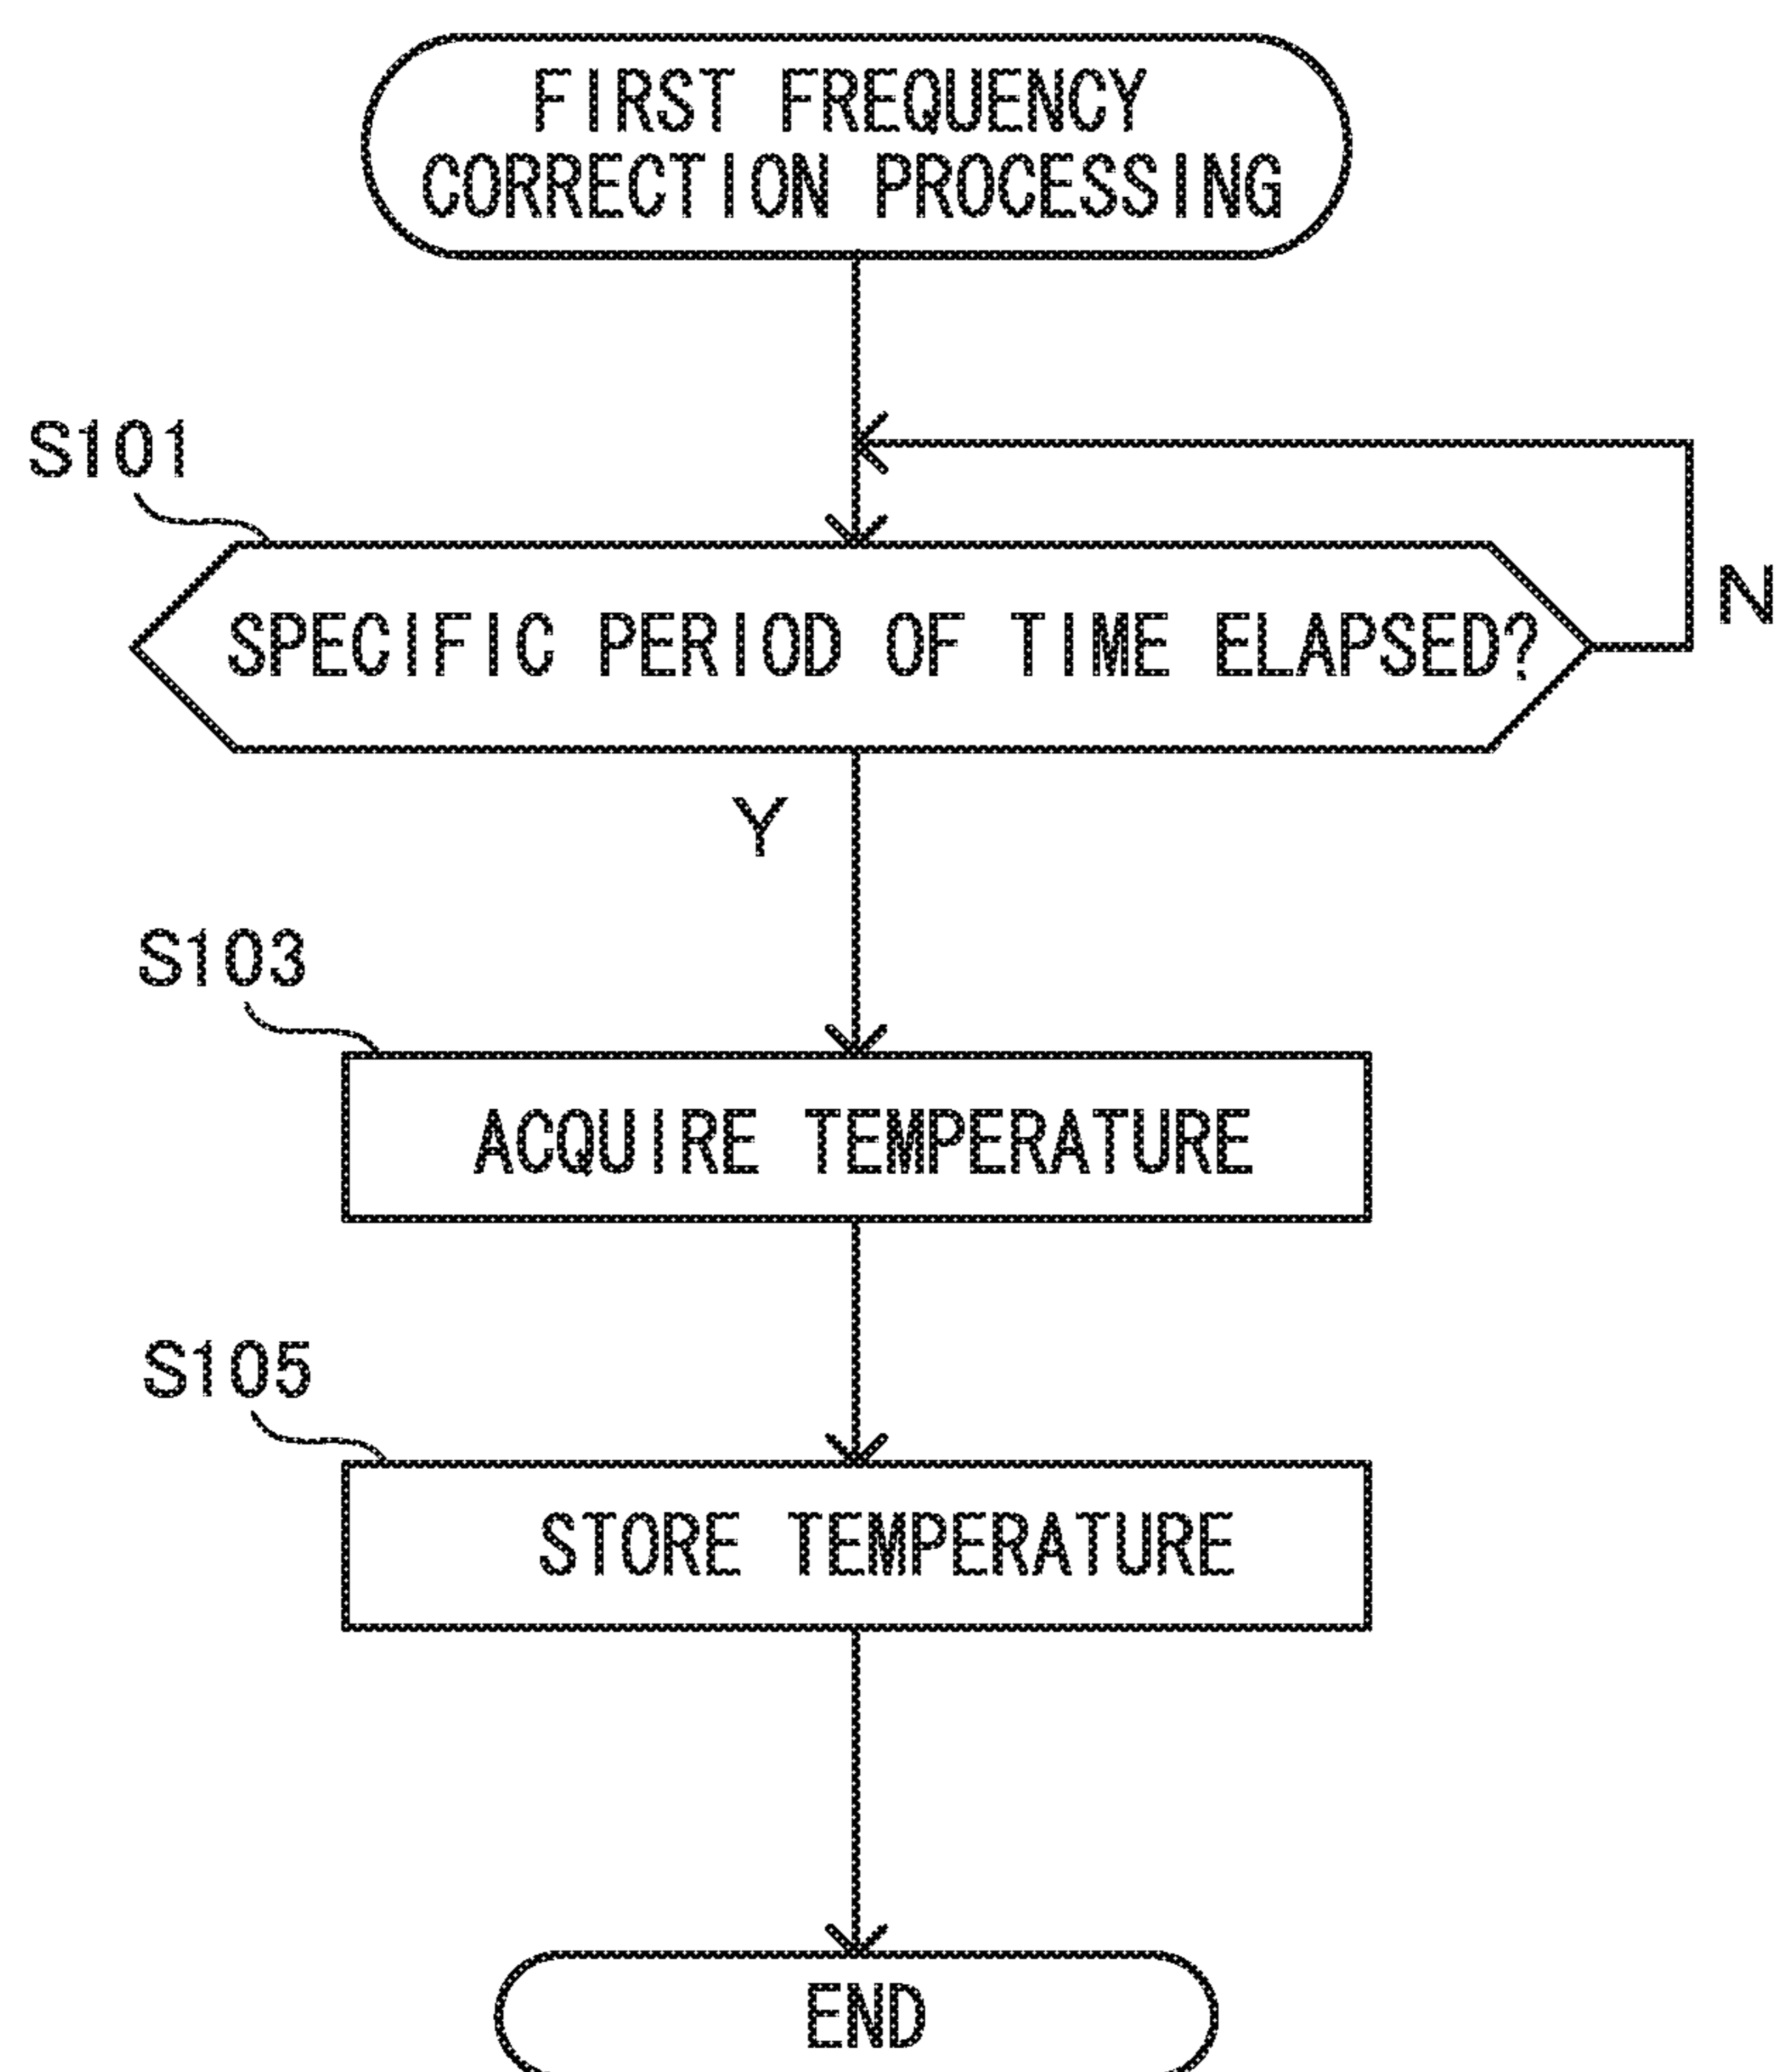 FIRST FREQUENCY
CORRECTION PROCESSING
S101
SPECIFIC PERIOD OF TIME ELAPSED?
N
Y
S103
ACQUIRE TEMPERATURE
S105
STORE TEMPERATURE
END